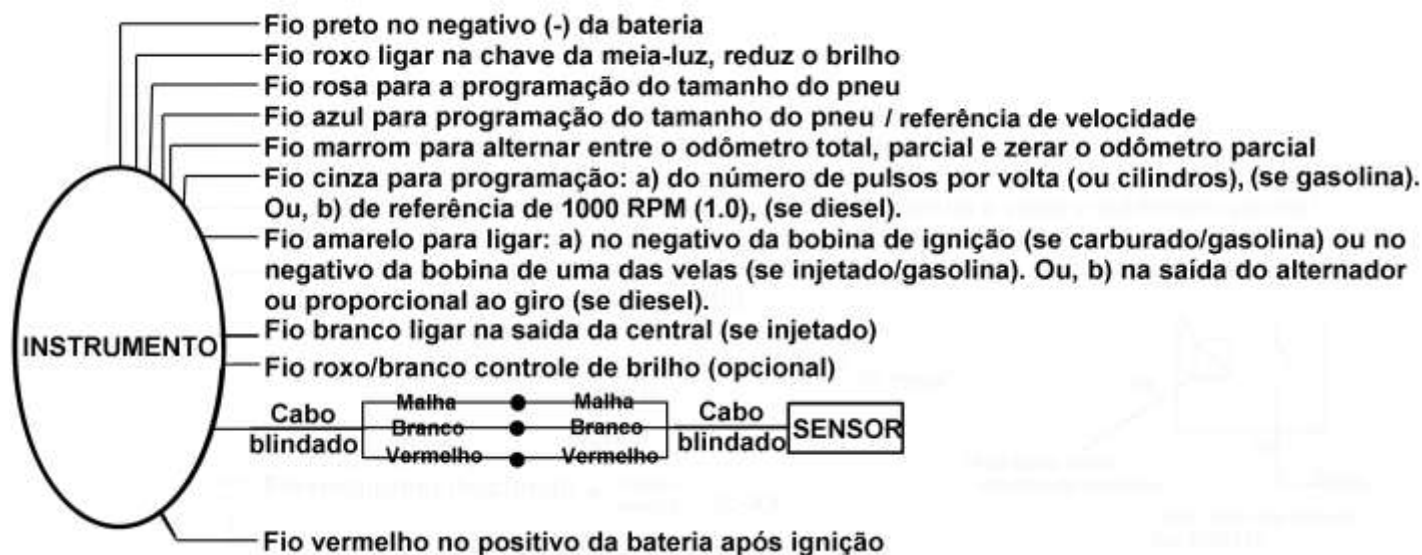 Fio preto no negativo (-) da bateria
Fio roxo ligar na chave da meia-luz, reduz o brilho
Fio rosa para a programação do tamanho do pneu
Fio azul para programação do tamanho do pneu / referência de velocidade
Fio marrom para alternar entre o odômetro total, parcial e zerar o odômetro parcial
Fio cinza para programação: a) do número de pulsos por volta (ou cilindros), (se gasolina).
Ou, b) de referência de 1000 RPM (1.0), (se diesel).
Fio amarelo para ligar: a) no negativo da bobina de ignição (se carburado/gasolina) ou no
negativo da bobina de uma das velas (se injetado/gasolina). Ou, b) na saída do alternador
ou proporcional ao giro (se diesel).
Fio branco ligar na saida da central (se injetado)
INSTRUMENTO
Fio roxo/branco controle de brilho (opcional)
Cabo blindado
Malha Malha
Branco Branco
Vermelho Vermelho
Cabo blindado
SENSOR
Fio vermelho no positivo da bateria após ignição